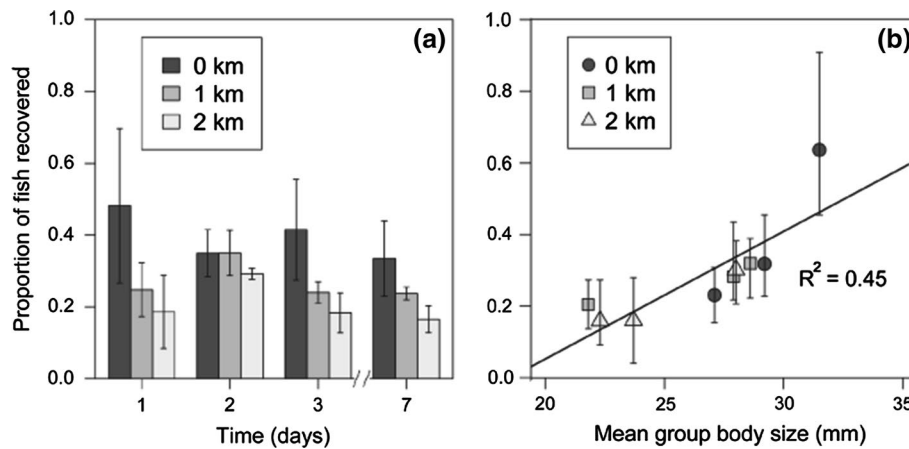 (a)
0 km
1 km
2 km
Proportion of fish recovered
1.0
0.8
0.6
0.4
0.2
0.0
1 2 3 7
Time (days)
(b)
0 km
1 km
2 km
1.0
0.8
0.6
0.4
0.2
0.0
R² = 0.45
20 25 30 35
Mean group body size (mm)